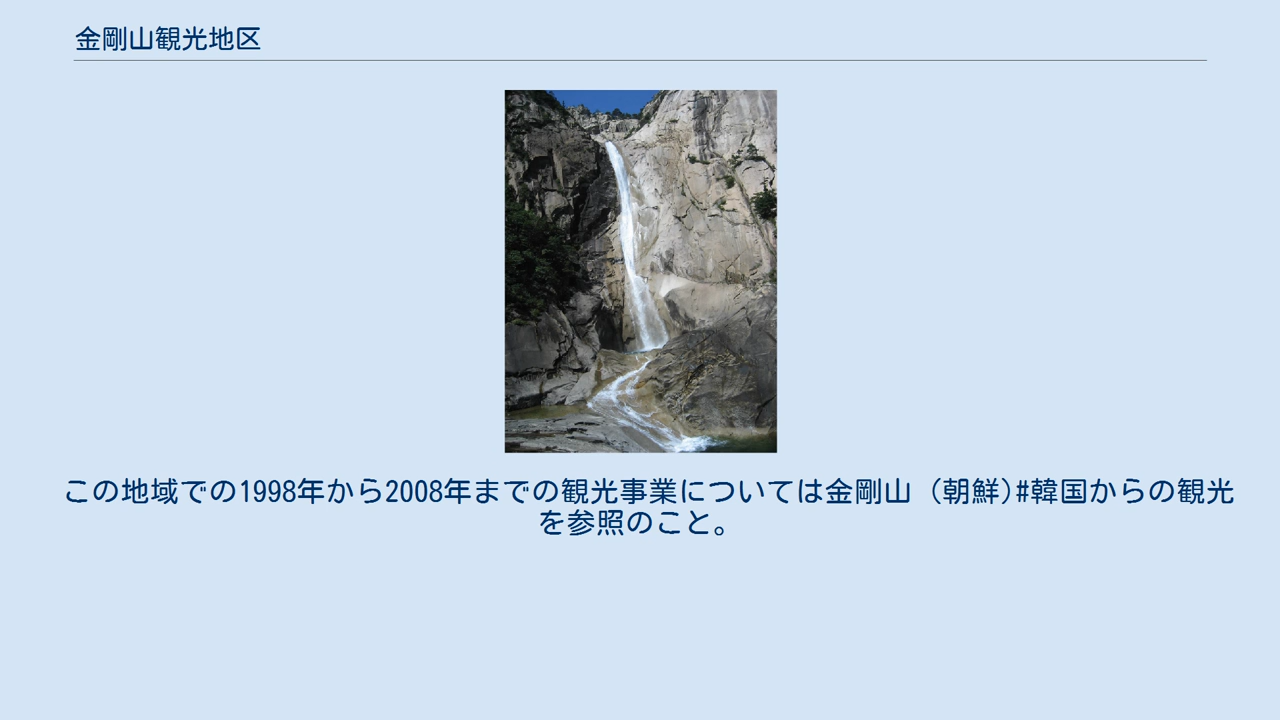 金剛山観光地区
この地域での1998年から2008年までの観光事業については金剛山 (朝鮮)#韓国からの観光
を参照のこと。